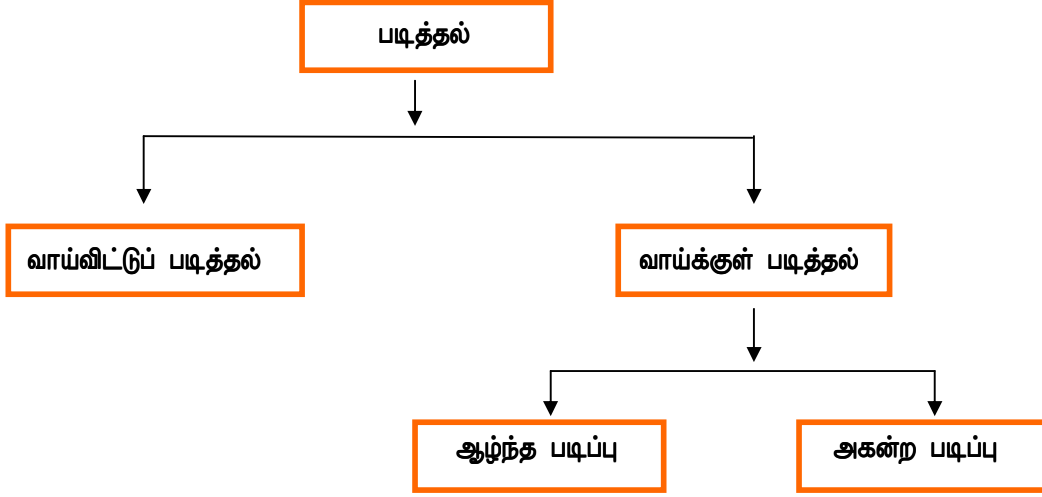 படித்தல்
வாய்விட்டுப் படித்தல்
வாய்க்குள் படித்தல்
ஆழ்ந்த படிப்பு
அகன்ற படிப்பு